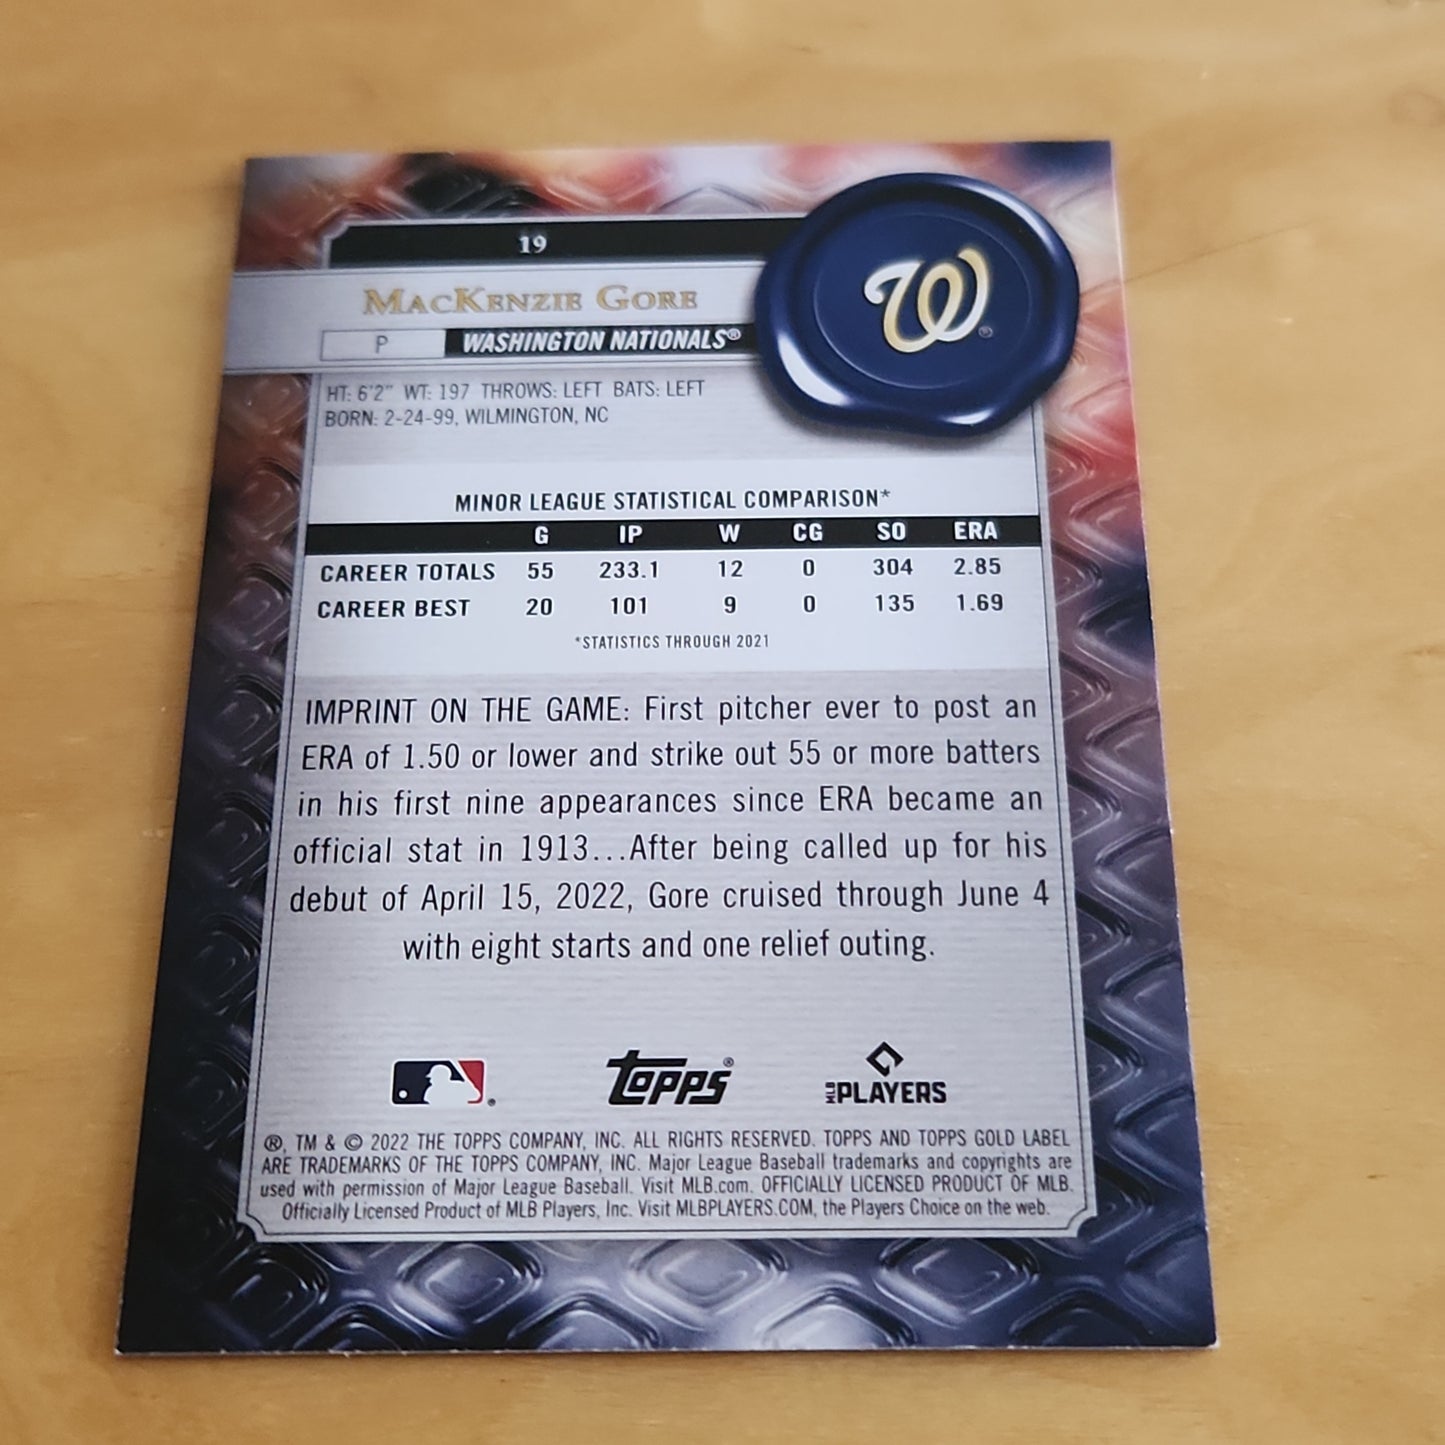 19
MacKenzie Gore
P WASHINGTON NATIONALS®
W®
HT: 6'2" WT: 197 THROWS: LEFT BATS: LEFT
BORN: 2-24-99, WILMINGTON, NC
MINOR LEAGUE STATISTICAL COMPARISON*
G IP W CG SO ERA
CAREER TOTALS 55 233.1 12 0 304 2.85
CAREER BEST 20 101 9 0 135 1.69
*STATISTICS THROUGH 2021
IMPRINT ON THE GAME: First pitcher ever to post an
ERA of 1.50 or lower and strike out 55 or more batters
in his first nine appearances since ERA became an
official stat in 1913...After being called up for his
debut of April 15, 2022, Gore cruised through June 4
with eight starts and one relief outing.
® Topps® MLB PLAYERS
®, TM & © 2022 THE TOPPS COMPANY, INC. ALL RIGHTS RESERVED. TOPPS AND TOPPS GOLD LABEL
ARE TRADEMARKS OF THE TOPPS COMPANY, INC. Major League Baseball trademarks and copyrights are
used with permission of Major League Baseball. Visit MLB.com. OFFICIALLY LICENSED PRODUCT OF MLB.
Officially Licensed Product of MLB Players, Inc. Visit MLBPLAYERS.COM, the Players Choice on the web.